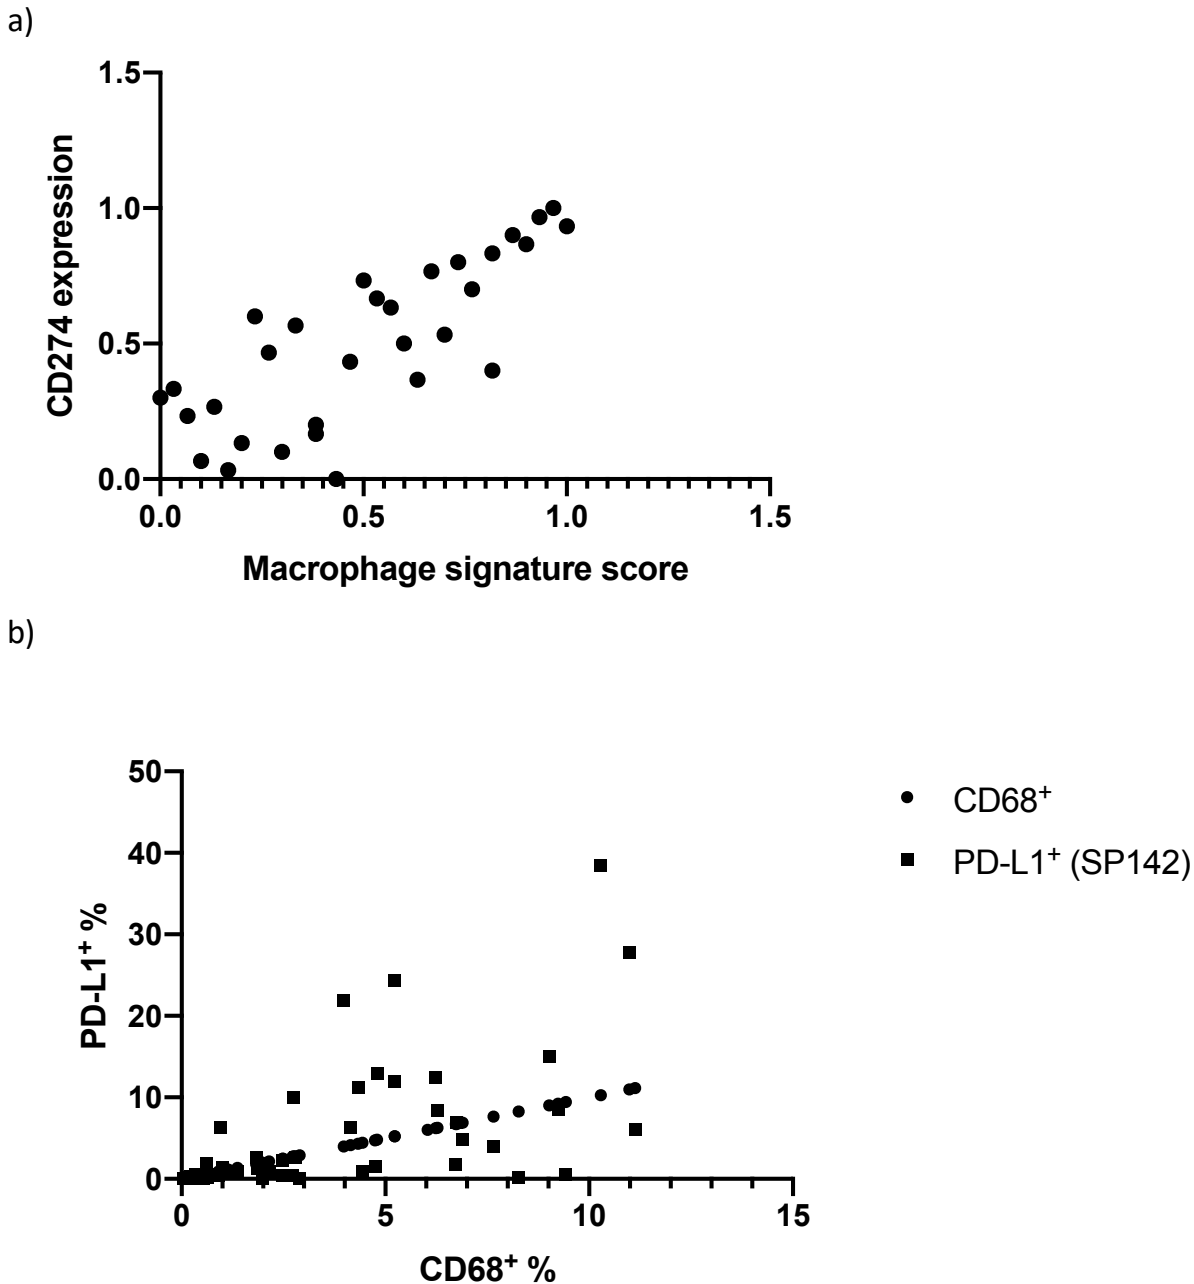 a)
1.5
1.0
0.5
0.0
0.0 0.5 1.0 1.5
CD274 expression
Macrophage signature score
b)
50
40
30
20
10
0
0 5 10 15
PD-L1⁺ %
CD68⁺ %
CD68⁺
PD-L1⁺ (SP142)